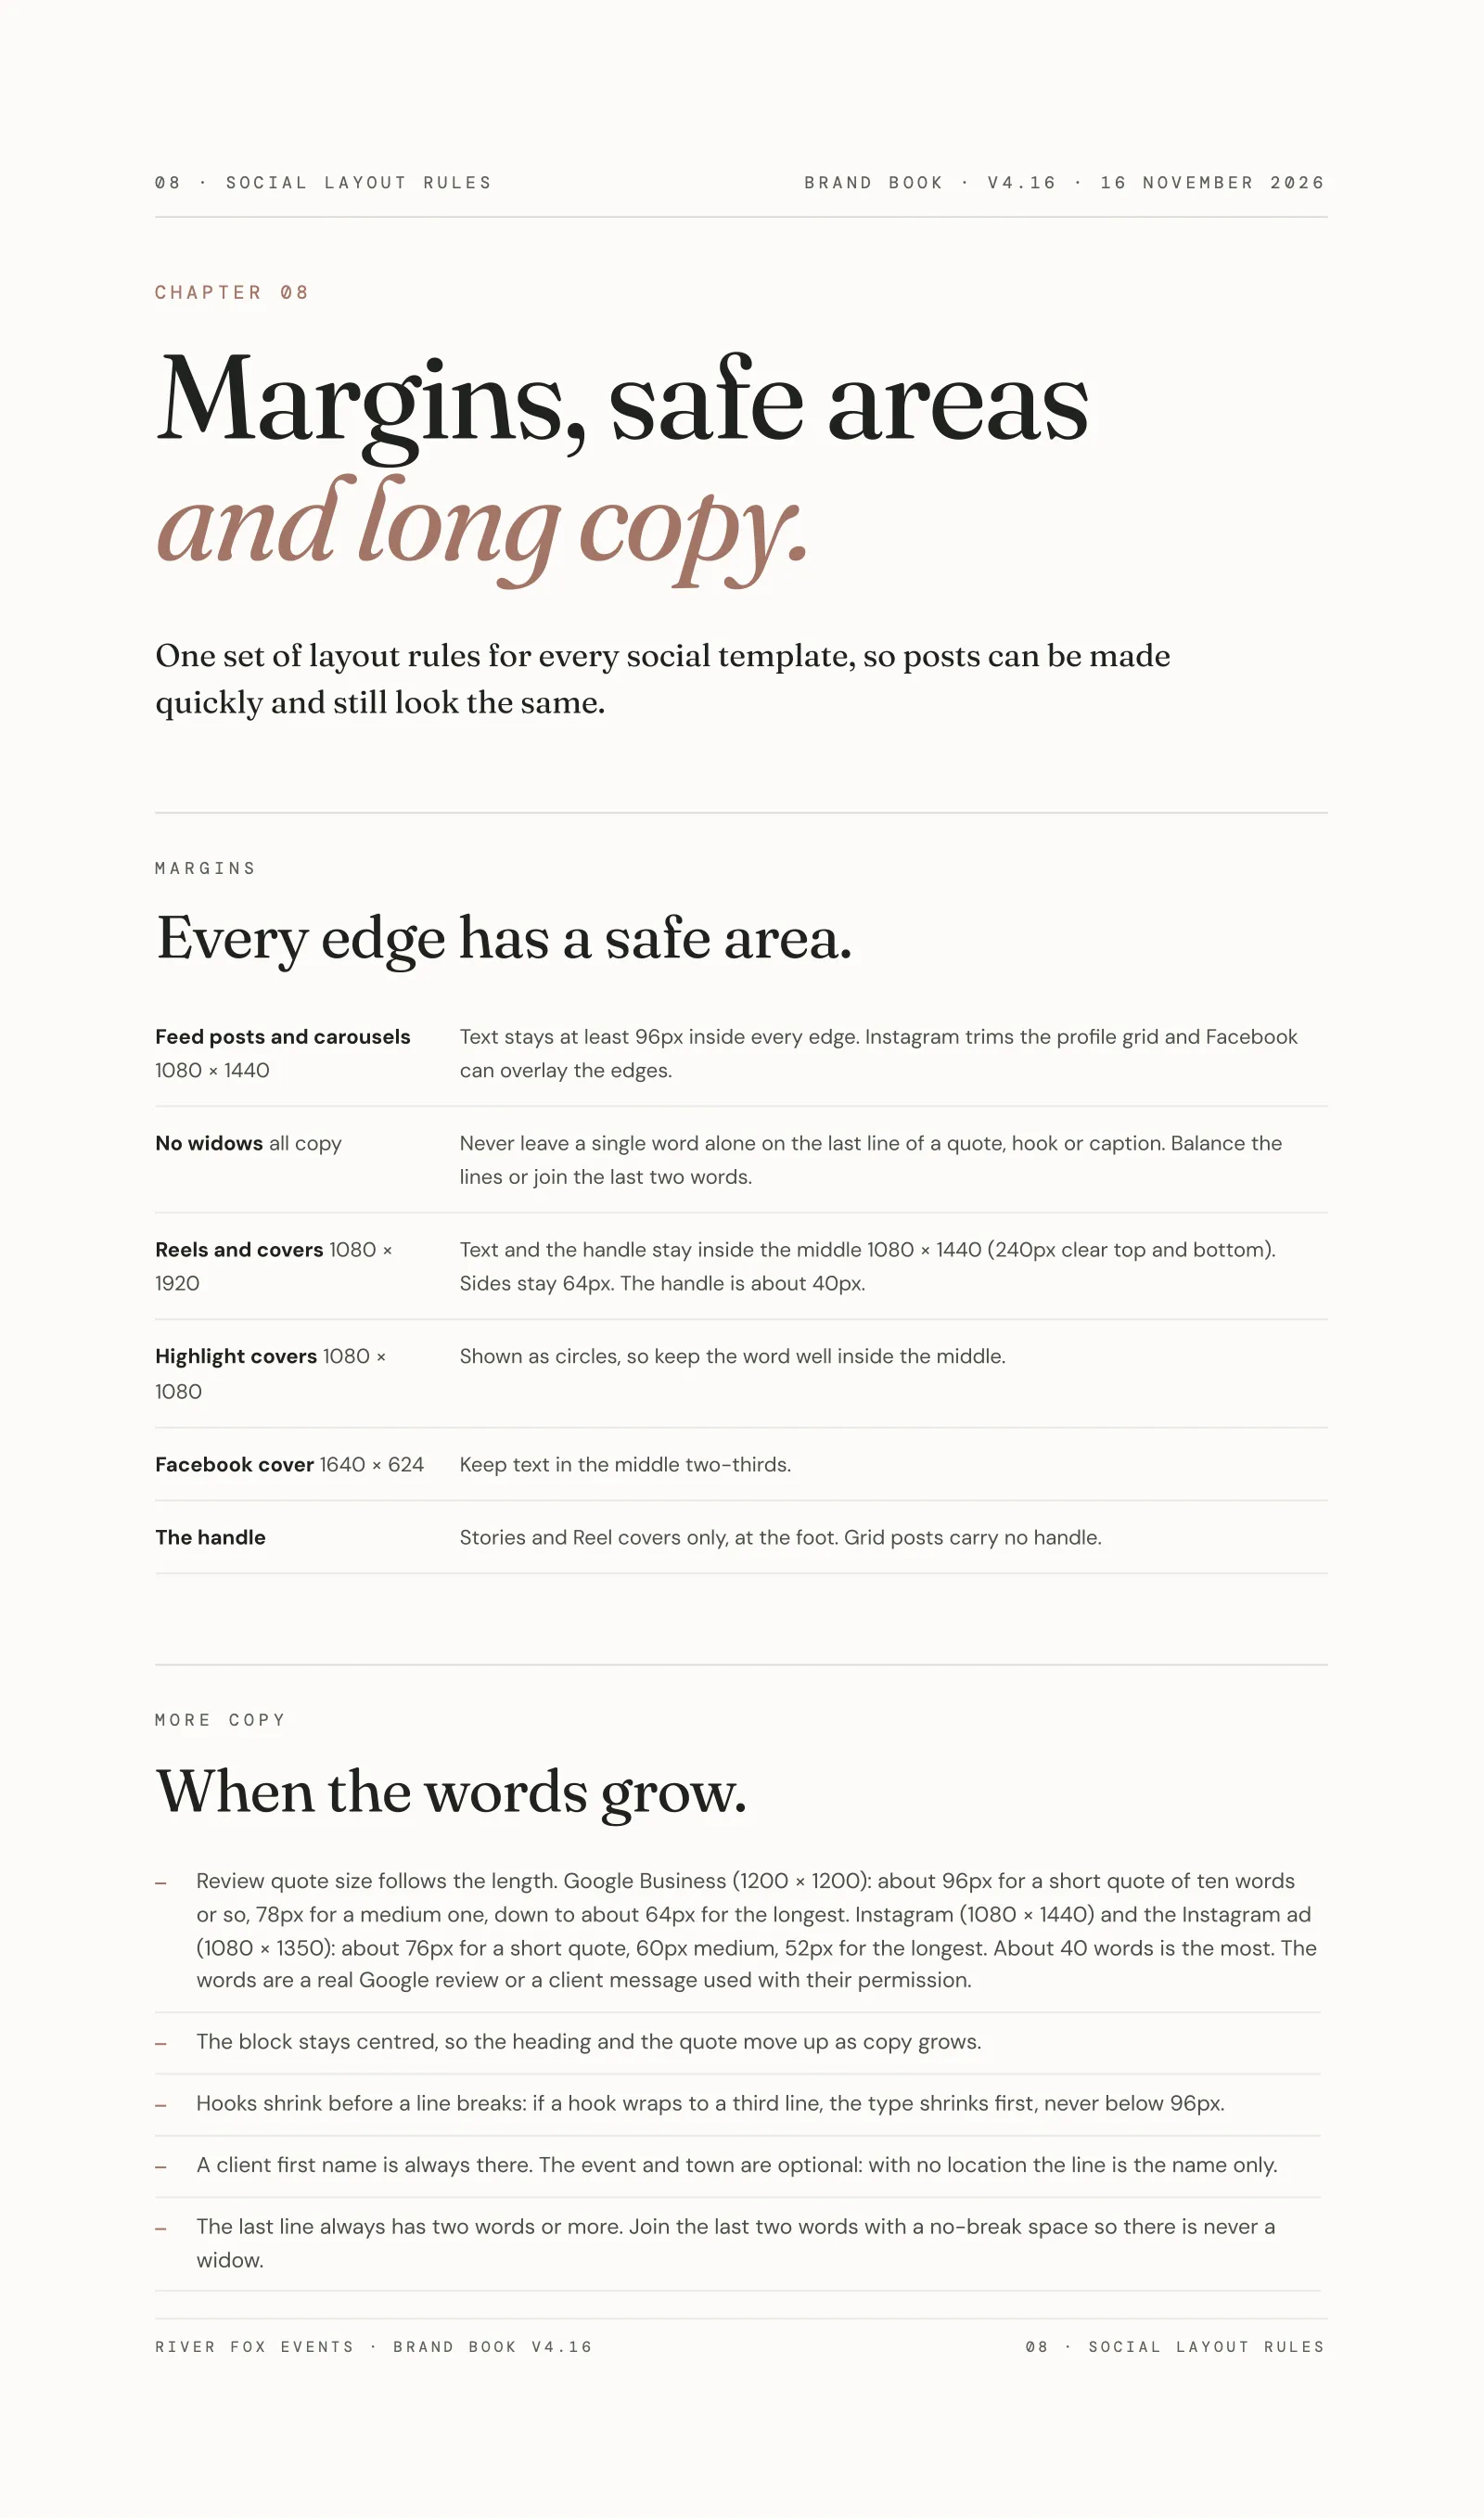 08 · SOCIAL LAYOUT RULES
BRAND BOOK · V4.16 · 16 NOVEMBER 2026
CHAPTER 08
Margins, safe areas
and long copy.
One set of layout rules for every social template, so posts can be made
quickly and still look the same.
MARGINS
Every edge has a safe area.
Feed posts and carousels
1080 × 1440
Text stays at least 96px inside every edge. Instagram trims the profile grid and Facebook
can overlay the edges.
No widows all copy
Never leave a single word alone on the last line of a quote, hook or caption. Balance the
lines or join the last two words.
Reels and covers 1080 ×
1920
Text and the handle stay inside the middle 1080 × 1440 (240px clear top and bottom).
Sides stay 64px. The handle is about 40px.
Highlight covers 1080 ×
1080
Shown as circles, so keep the word well inside the middle.
Facebook cover 1640 × 624
Keep text in the middle two-thirds.
The handle
Stories and Reel covers only, at the foot. Grid posts carry no handle.
MORE COPY
When the words grow.
– Review quote size follows the length. Google Business (1200 × 1200): about 96px for a short quote of ten words
or so, 78px for a medium one, down to about 64px for the longest. Instagram (1080 × 1440) and the Instagram ad
(1080 × 1350): about 76px for a short quote, 60px medium, 52px for the longest. About 40 words is the most. The
words are a real Google review or a client message used with their permission.
– The block stays centred, so the heading and the quote move up as copy grows.
– Hooks shrink before a line breaks: if a hook wraps to a third line, the type shrinks first, never below 96px.
– A client first name is always there. The event and town are optional: with no location the line is the name only.
– The last line always has two words or more. Join the last two words with a no-break space so there is never a
widow.
RIVER FOX EVENTS · BRAND BOOK V4.16
08 · SOCIAL LAYOUT RULES